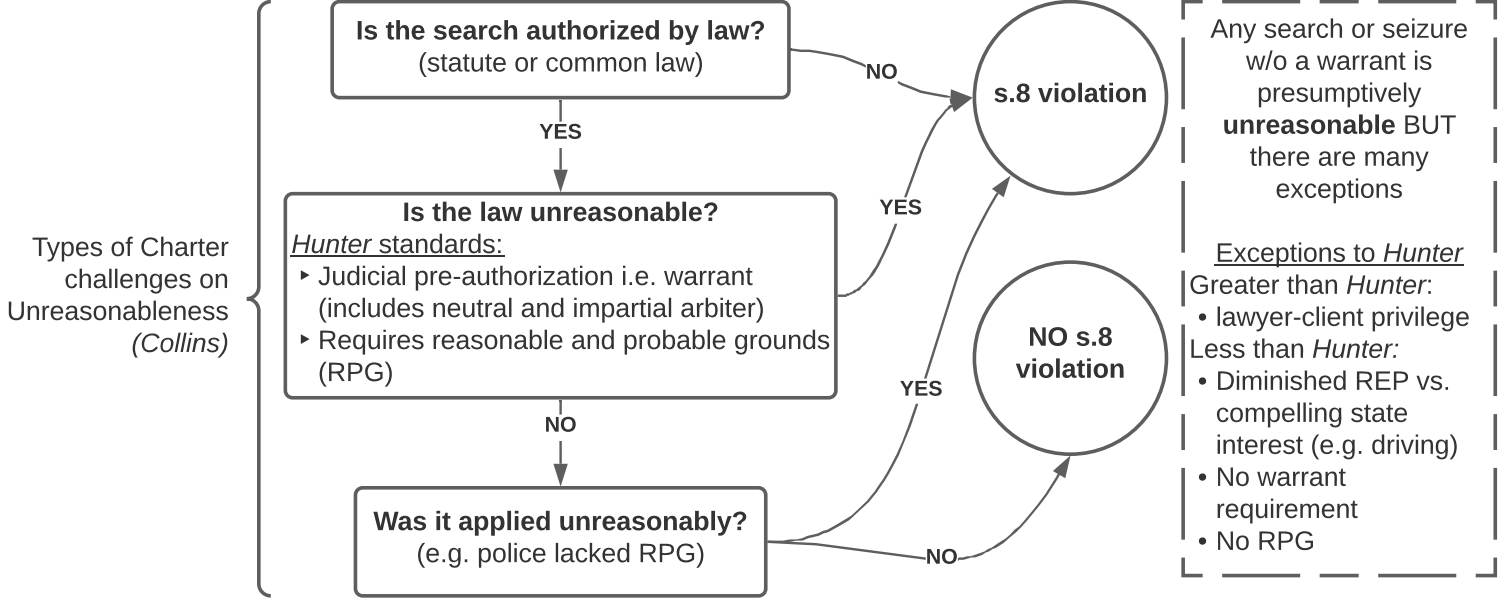 Types of Charter
challenges on
Unreasonableness
(Collins)
Is the search authorized by law?
(statute or common law)
NO
YES
Is the law unreasonable?
Hunter standards:
‣ Judicial pre-authorization i.e. warrant
(includes neutral and impartial arbiter)
‣ Requires reasonable and probable grounds
(RPG)
YES
NO
Was it applied unreasonably?
(e.g. police lacked RPG)
YES
NO
s.8 violation
NO s.8
violation
Any search or seizure
w/o a warrant is
presumptively
unreasonable BUT
there are many
exceptions
Exceptions to Hunter
Greater than Hunter:
• lawyer-client privilege
Less than Hunter:
• Diminished REP vs.
compelling state
interest (e.g. driving)
• No warrant
requirement
• No RPG